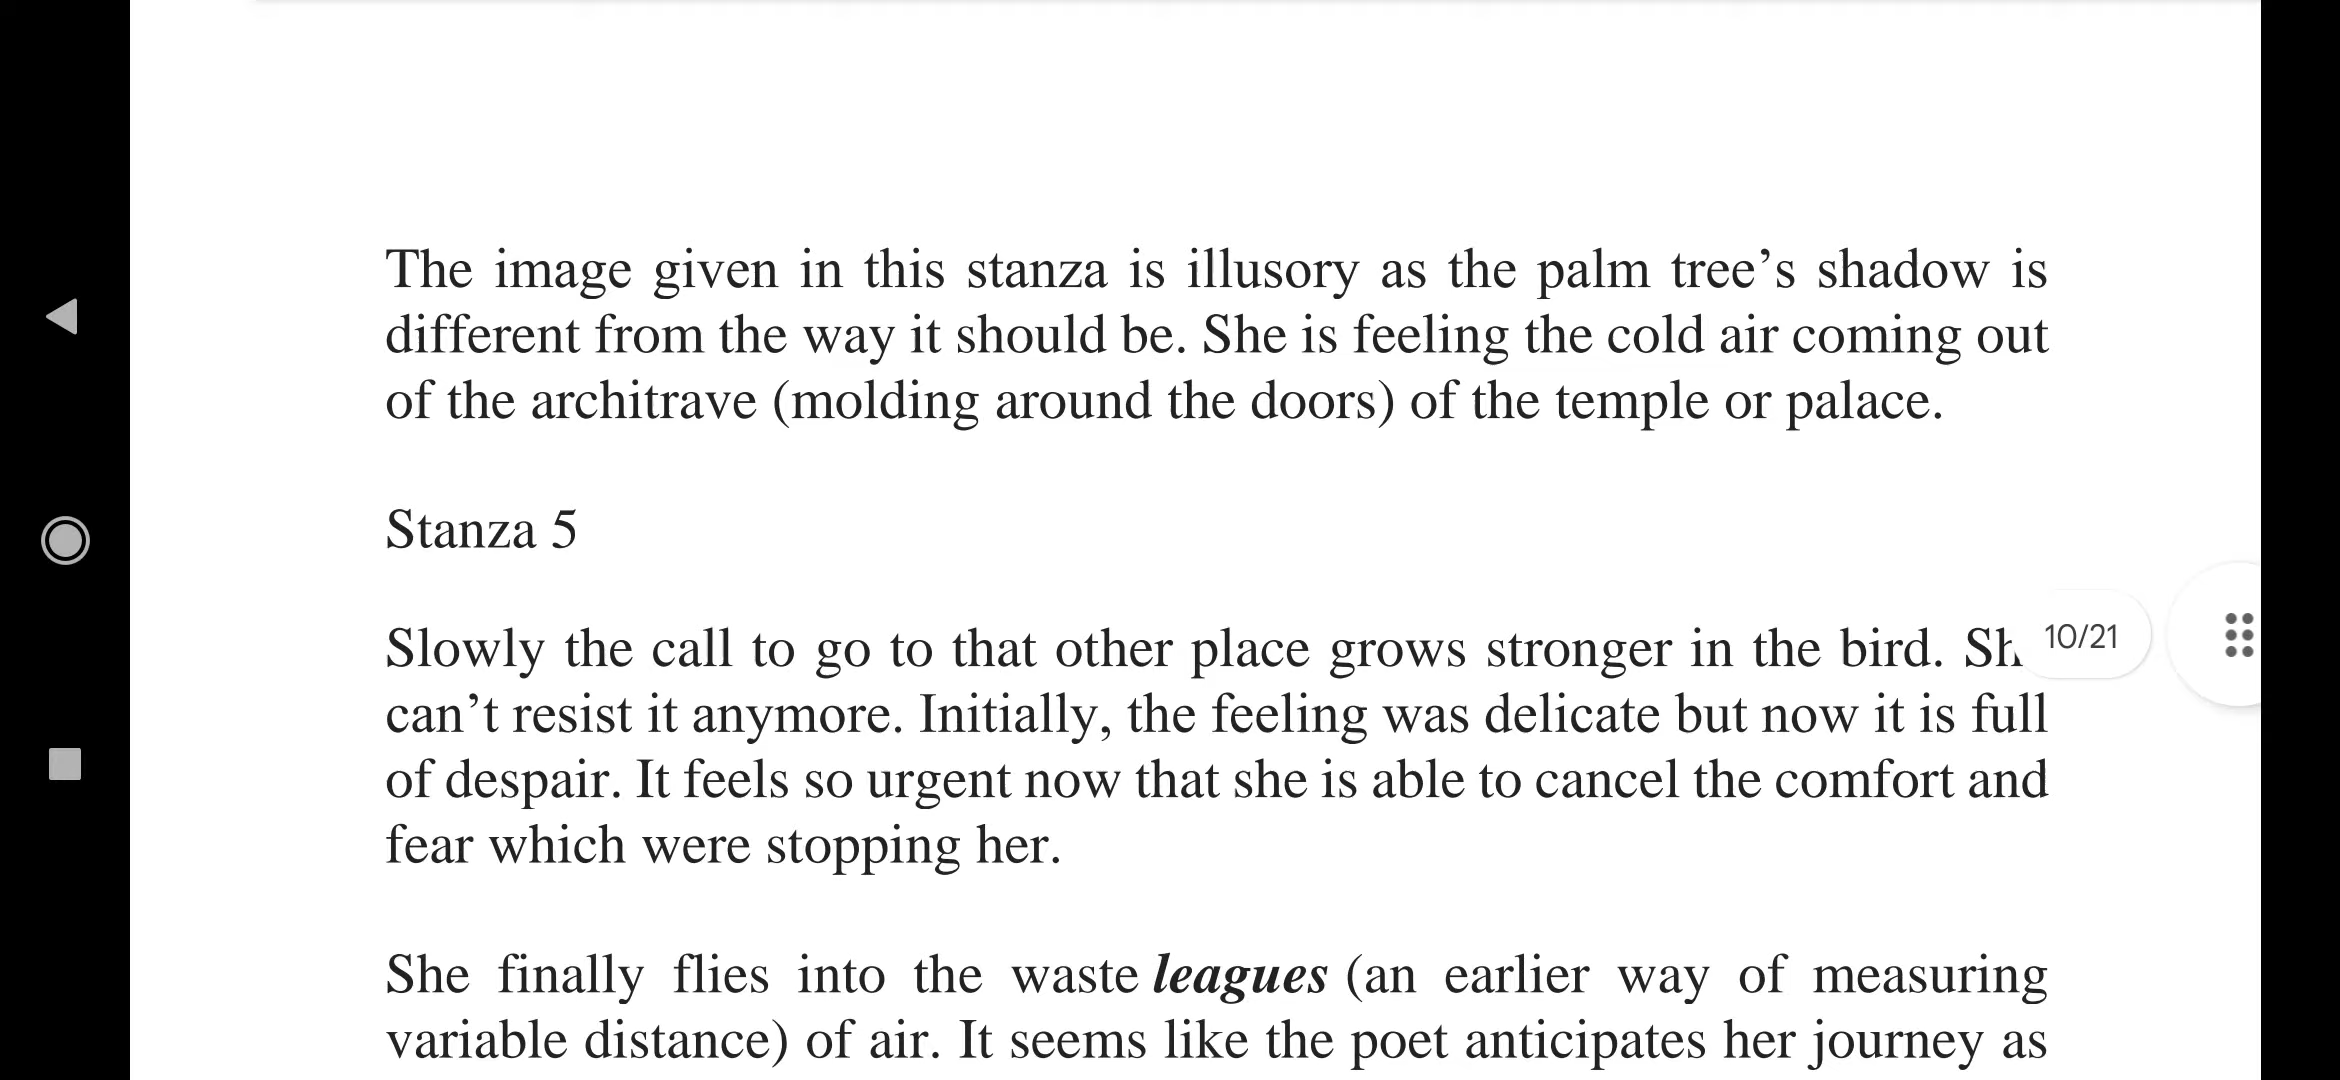 The image given in this stanza is illusory as the palm tree’s shadow is
different from the way it should be. She is feeling the cold air coming out
of the architrave (molding around the doors) of the temple or palace.
Stanza 5
Slowly the call to go to that other place grows stronger in the bird.
10/21
can’t resist it anymore. Initially, the feeling was delicate but now it is full
of despair. It feels so urgent now that she is able to cancel the comfort and
fear which were stopping her.
She finally flies into the waste leagues (an earlier way of measuring
variable distance) of air. It seems like the poet anticipates her journey as